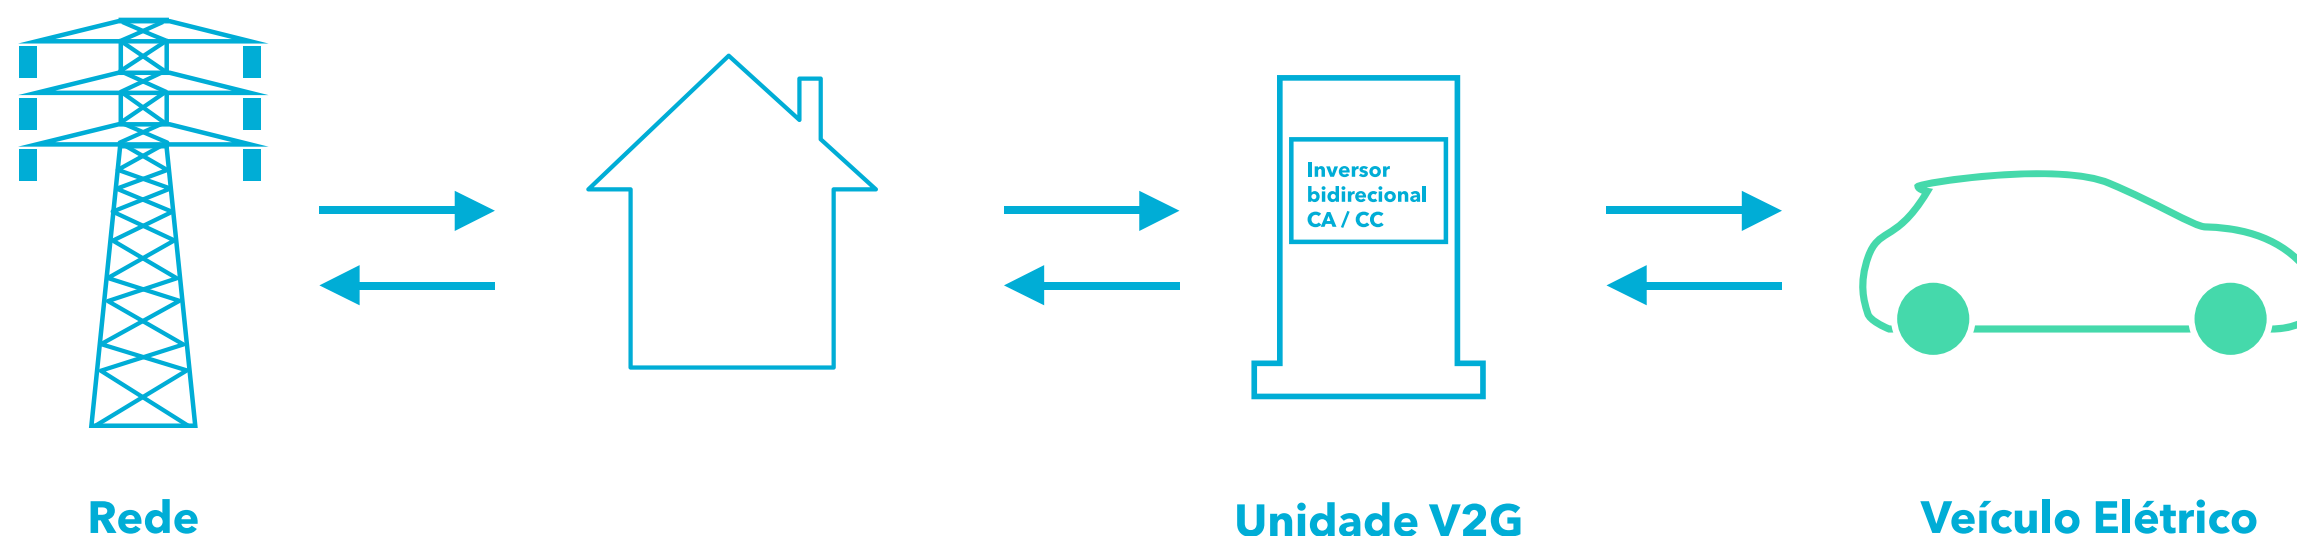 Inversor
bidirecional
CA / CC
Rede
Unidade V2G
Veículo Elétrico